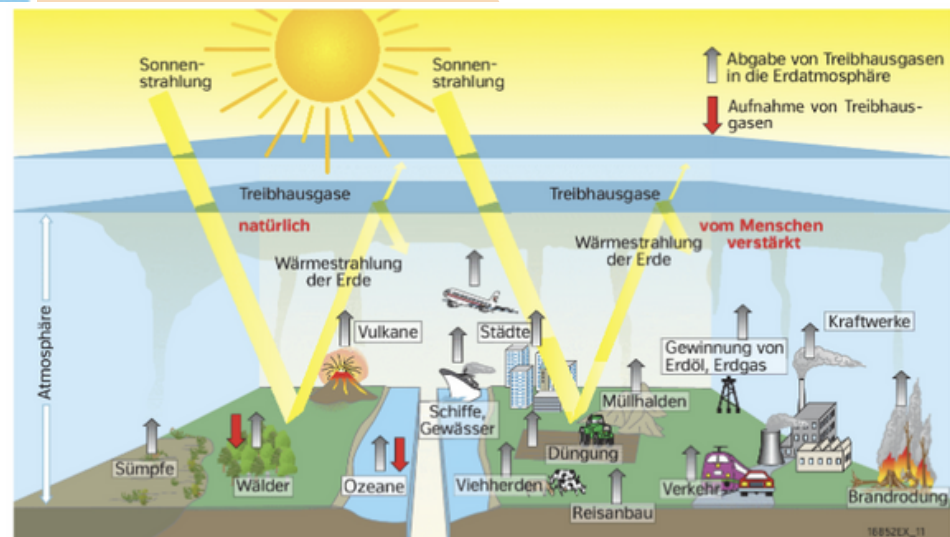 Sonnen-
strahlung
Sonnen-
strahlung
Abgabe von Treibhausgasen
in die Erdatmosphäre
Aufnahme von Treibhaus-
gasen
Treibhausgase
natürlich
Wärmestrahlung
der Erde
Treibhausgase
vom Menschen
verstärkt
Wärmestrahlung
der Erde
Atmosphäre
Vulkane
Städte
Kraftwerke
Gewinnung von
Erdöl, Erdgas
Müllhalden
Schiffe,
Gewässer
Düngung
Sümpfe
Wälder
Ozeane
Viehherden
Verkehr
Brandrodung
Reisanbau
16852EX_11